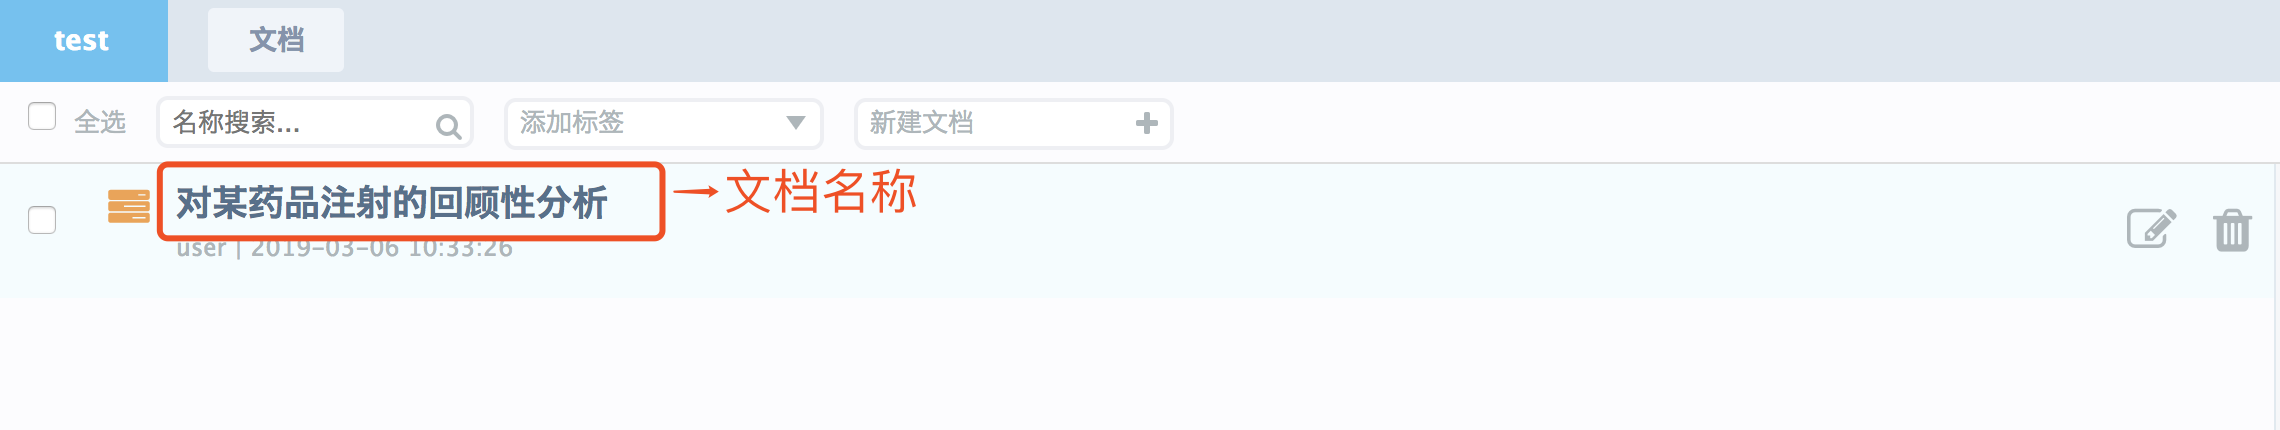 test
文档
全选
名称搜索...
添加标签
新建文档
对某药品注射的回顾性分析
文档名称
user | 2019-03-06 10:33:26